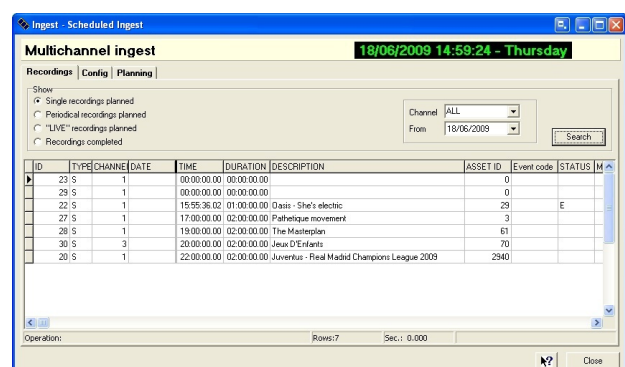 Ingest - Scheduled Ingest
Multichannel ingest
18/06/2009 14:59:24 - Thursday
Recordings Config Planning
Show
Single recordings planned
Periodical recordings planned
"LIVE" recordings planned
Recordings completed
Channel ALL
From 18/06/2009
Search
ID TYPE CHANNEL DATE TIME DURATION DESCRIPTION ASSET ID Event code STATUS M
23 S 1 00:00:00.00 00:00:00.00 0
29 S 1 00:00:00.00 00:00:00.00 0
22 S 1 15:55:36.02 01:00:00.00 Oasis - She's electric 29 E
27 S 1 17:00:00.00 02:00:00.00 Pathetique movement 3
28 S 1 19:00:00.00 02:00:00.00 The Masterplan 61
30 S 3 20:00:00.00 02:00:00.00 Jeux D'Enfants 70
20 S 1 22:00:00.00 02:00:00.00 Juventus - Real Madrid Champions League 2009 2940
Operation: Rows:7 Sec.: 0.000
Close